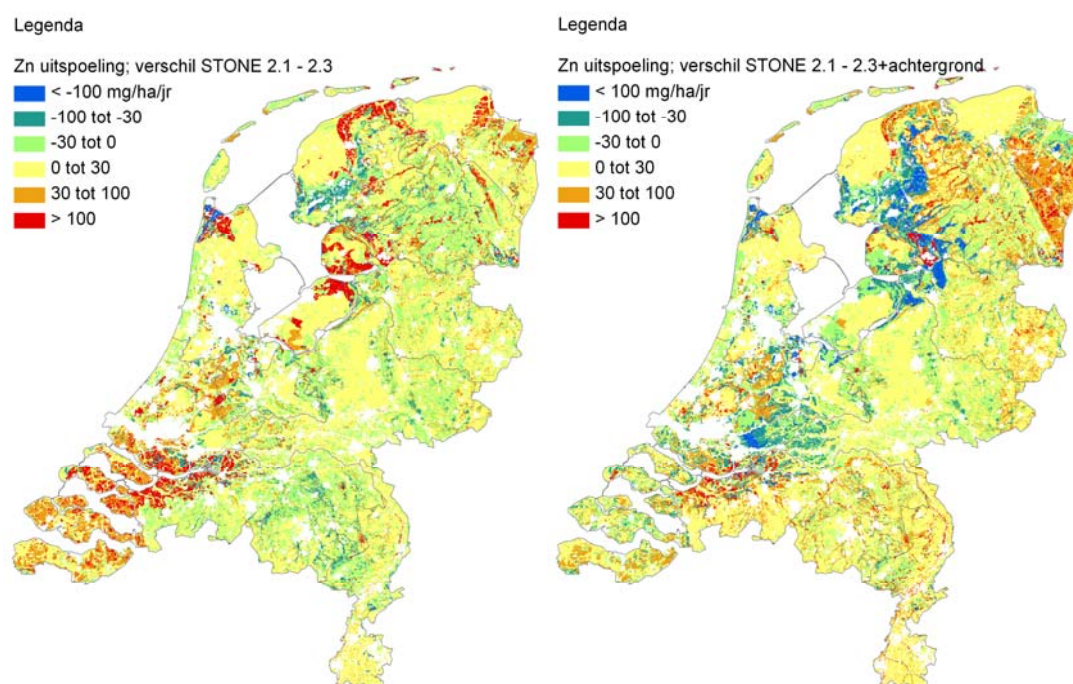 Legenda
Zn uitspoeling; verschil STONE 2.1 - 2.3
< -100 mg/ha/jr
-100 tot -30
-30 tot 0
0 tot 30
30 tot 100
> 100
Legenda
Zn uitspoeling; verschil STONE 2.1 - 2.3+achtergrond
< 100 mg/ha/jr
-100 tot -30
-30 tot 0
0 tot 30
30 tot 100
> 100